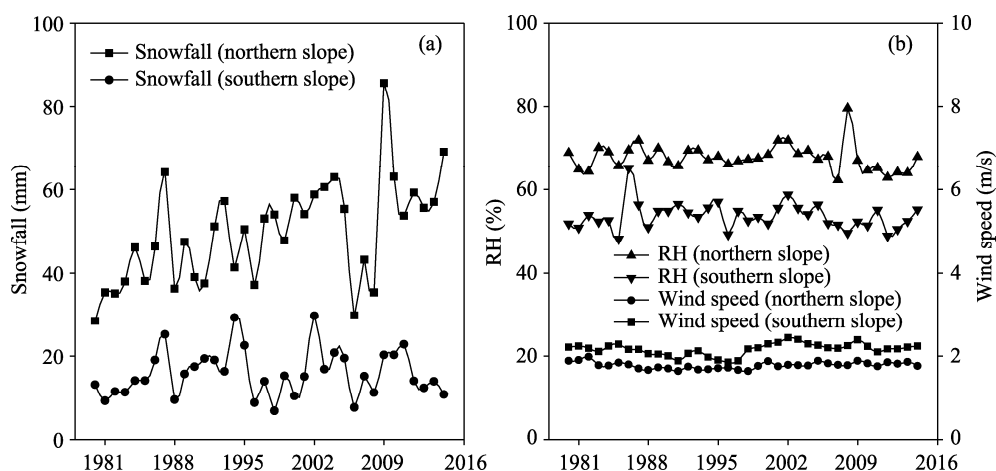 (a)
Snowfall (northern slope)
Snowfall (southern slope)
Snowfall (mm)
100
80
60
40
20
0
1981 1988 1995 2002 2009 2016
(b)
RH (northern slope)
RH (southern slope)
Wind speed (northern slope)
Wind speed (southern slope)
RH (%)
100
80
60
40
20
0
Wind speed (m/s)
10
8
6
4
2
0
1981 1988 1995 2002 2009 2016